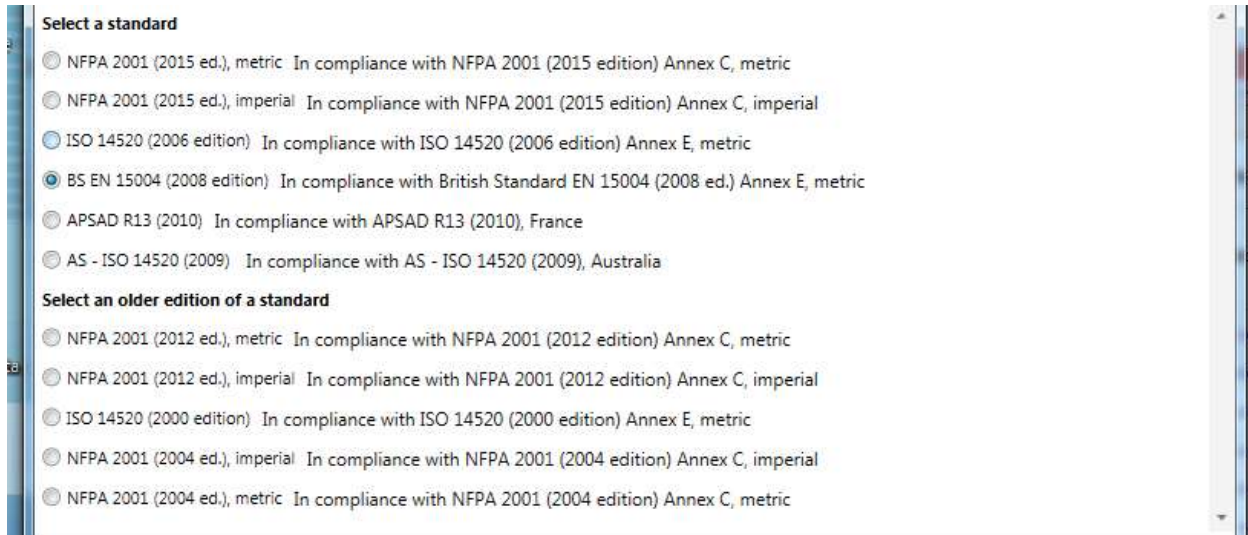 Select a standard
NFPA 2001 (2015 ed.), metric In compliance with NFPA 2001 (2015 edition) Annex C, metric
NFPA 2001 (2015 ed.), imperial In compliance with NFPA 2001 (2015 edition) Annex C, imperial
ISO 14520 (2006 edition) In compliance with ISO 14520 (2006 edition) Annex E, metric
BS EN 15004 (2008 edition) In compliance with British Standard EN 15004 (2008 ed.) Annex E, metric
APSAD R13 (2010) In compliance with APSAD R13 (2010), France
AS - ISO 14520 (2009) In compliance with AS - ISO 14520 (2009), Australia
Select an older edition of a standard
NFPA 2001 (2012 ed.), metric In compliance with NFPA 2001 (2012 edition) Annex C, metric
NFPA 2001 (2012 ed.), imperial In compliance with NFPA 2001 (2012 edition) Annex C, imperial
ISO 14520 (2000 edition) In compliance with ISO 14520 (2000 edition) Annex E, metric
NFPA 2001 (2004 ed.), imperial In compliance with NFPA 2001 (2004 edition) Annex C, imperial
NFPA 2001 (2004 ed.), metric In compliance with NFPA 2001 (2004 edition) Annex C, metric